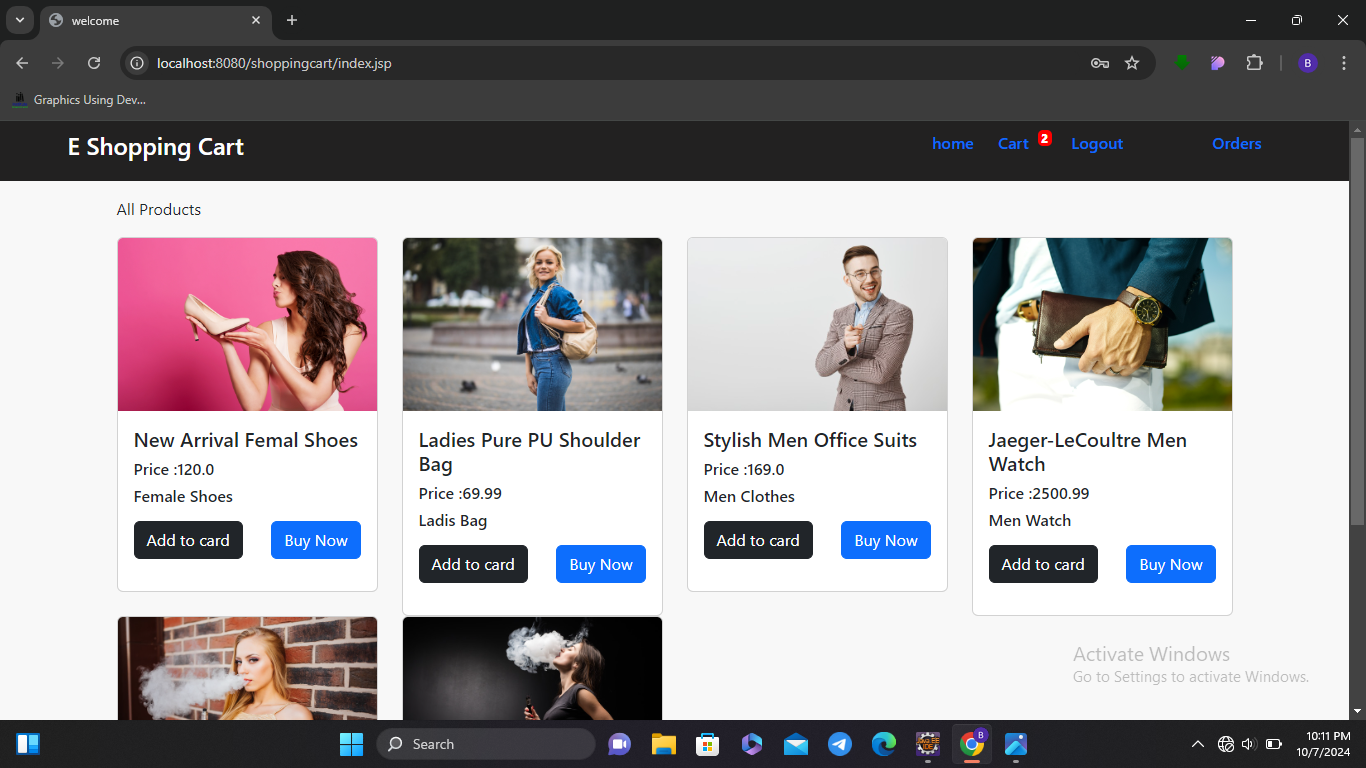 welcome
localhost:8080/shoppingcart/index.jsp
B
Graphics Using Dev...
E Shopping Cart
home
Cart 2
Logout
Orders
All Products
New Arrival Femal Shoes
Price :120.0
Female Shoes
Add to card
Buy Now
Ladies Pure PU Shoulder
Bag
Price :69.99
Ladis Bag
Add to card
Buy Now
Stylish Men Office Suits
Price :169.0
Men Clothes
Add to card
Buy Now
Jaeger-LeCoultre Men
Watch
Price :2500.99
Men Watch
Add to card
Buy Now
Activate Windows
Go to Settings to activate Windows.
Search
B
10:11 PM
10/7/2024